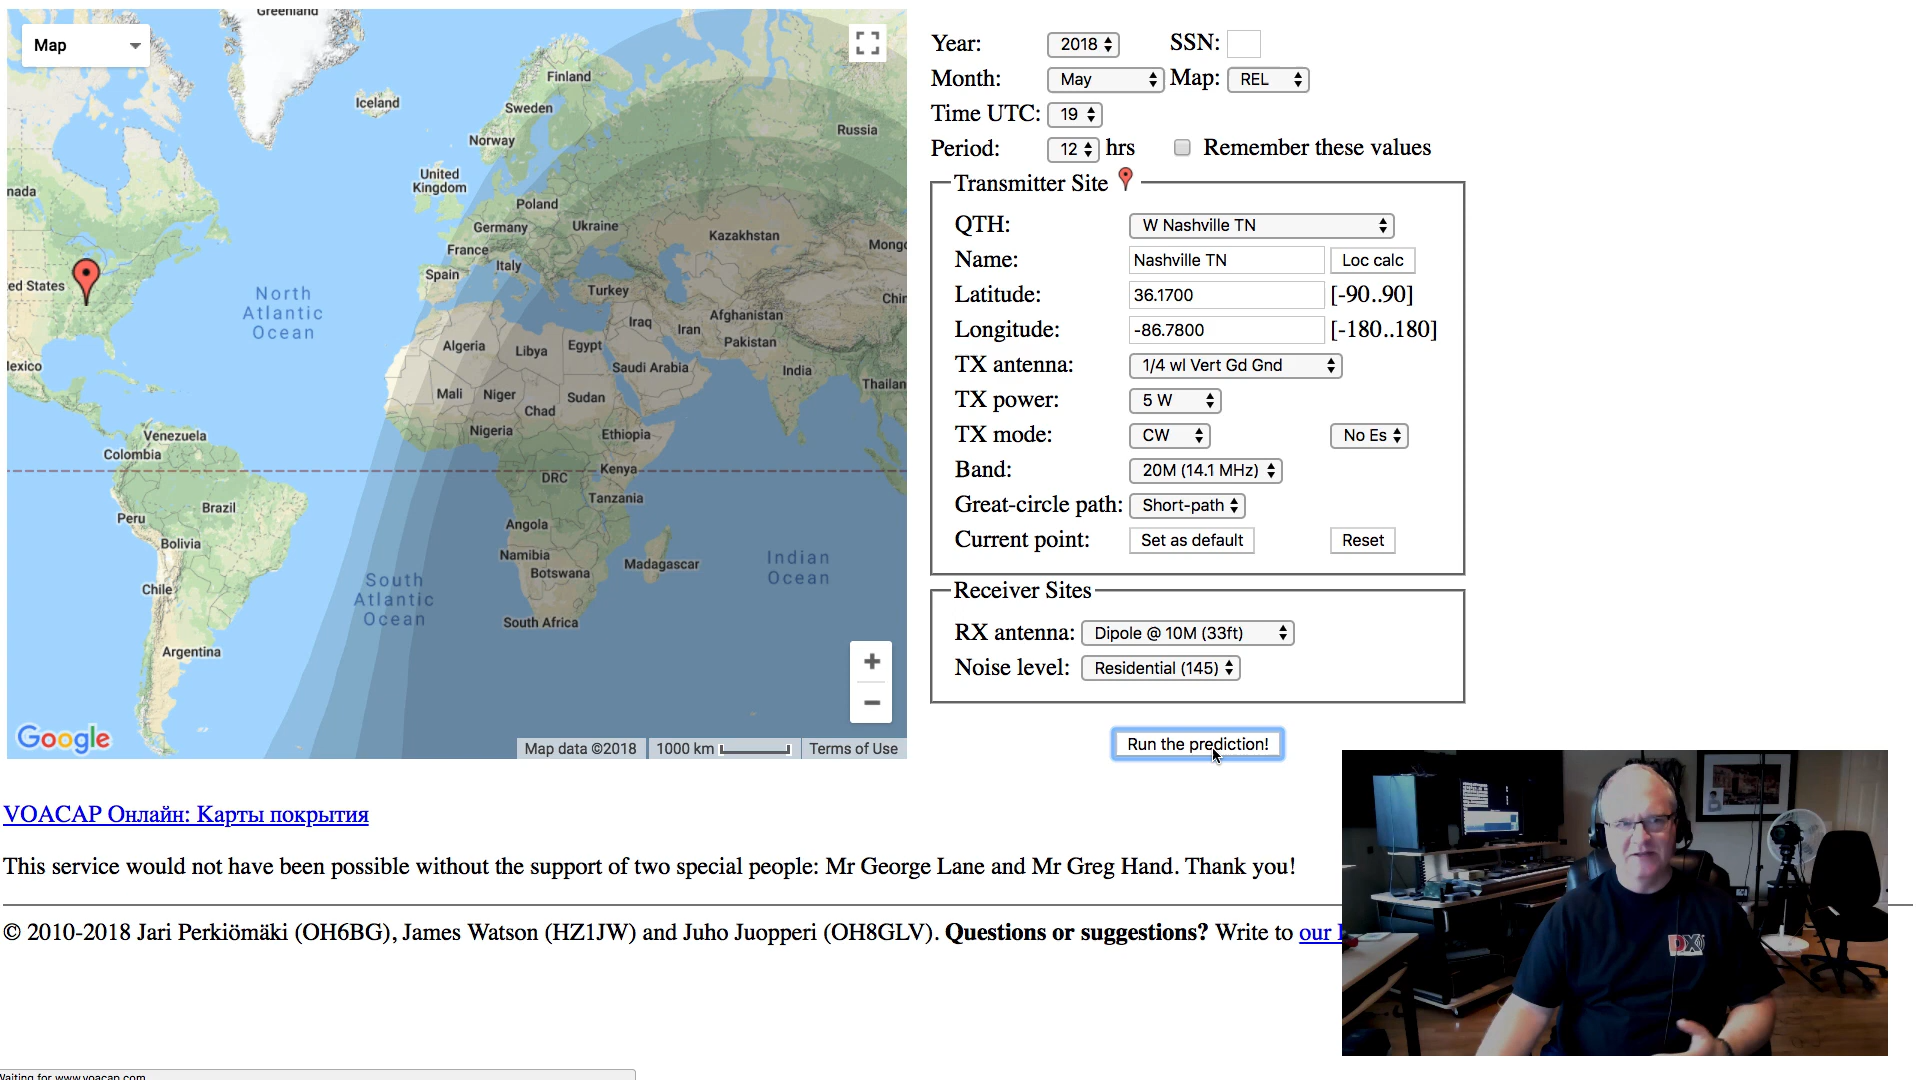 Greenland
Map
Iceland
Finland
Sweden
Norway
Russia
United
Kingdom
nada
Poland
Germany
Ukraine
France
Kazakhstan
Mongo
Spain
Italy
ed States
North
Atlantic
Ocean
Turkey
Chin
Iraq
Iran
Afghanistan
Pakistan
Algeria
Libya
Egypt
Saudi Arabia
India
lexico
Thailan
Mali
Niger
Chad
Sudan
Nigeria
Ethiopia
Venezuela
Colombia
DRC
Kenya
Tanzania
Brazil
Peru
Angola
Bolivia
Namibia
Botswana
Madagascar
Indian
Ocean
Chile
South
Atlantic
Ocean
South Africa
Argentina
+
−
Google
Map data ©2018 1000 km Terms of Use
Year: 2018 SSN:
Month: May Map: REL
Time UTC: 19
Period: 12 hrs Remember these values
Transmitter Site
QTH: W Nashville TN
Name: Nashville TN Loc calc
Latitude: 36.1700 [-90..90]
Longitude: -86.7800 [-180..180]
TX antenna: 1/4 wl Vert Gd Gnd
TX power: 5 W
TX mode: CW No Es
Band: 20M (14.1 MHz)
Great-circle path: Short-path
Current point: Set as default Reset
Receiver Sites
RX antenna: Dipole @ 10M (33ft)
Noise level: Residential (145)
Run the prediction!
VOACAP Онлайн: Карты покрытия
This service would not have been possible without the support of two special people: Mr George Lane and Mr Greg Hand. Thank you!
© 2010-2018 Jari Perkiömäki (OH6BG), James Watson (HZ1JW) and Juho Juopperi (OH8GLV). Questions or suggestions? Write to our
DX
Waiting for www.voacap.com